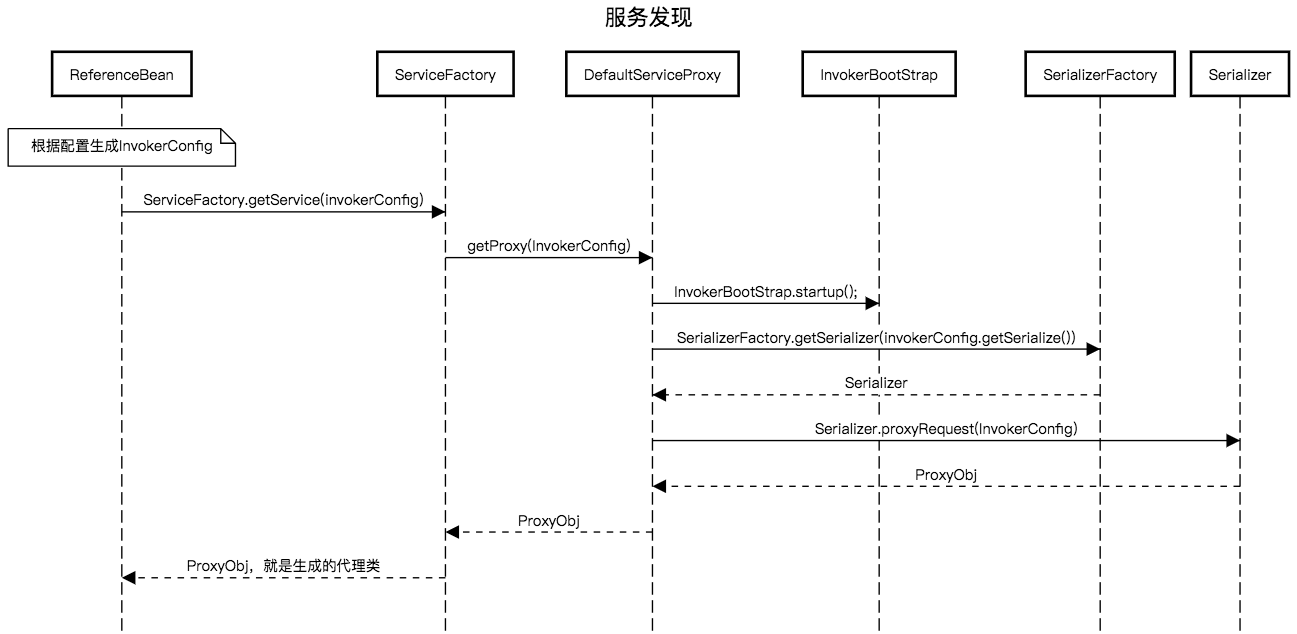 服务发现
ReferenceBean
ServiceFactory
DefaultServiceProxy
InvokerBootStrap
SerializerFactory
Serializer
根据配置生成InvokerConfig
ServiceFactory.getService(invokerConfig)
getProxy(InvokerConfig)
InvokerBootStrap.startup();
SerializerFactory.getSerializer(invokerConfig.getSerialize())
Serializer
Serializer.proxyRequest(InvokerConfig)
ProxyObj
ProxyObj
ProxyObj，就是生成的代理类